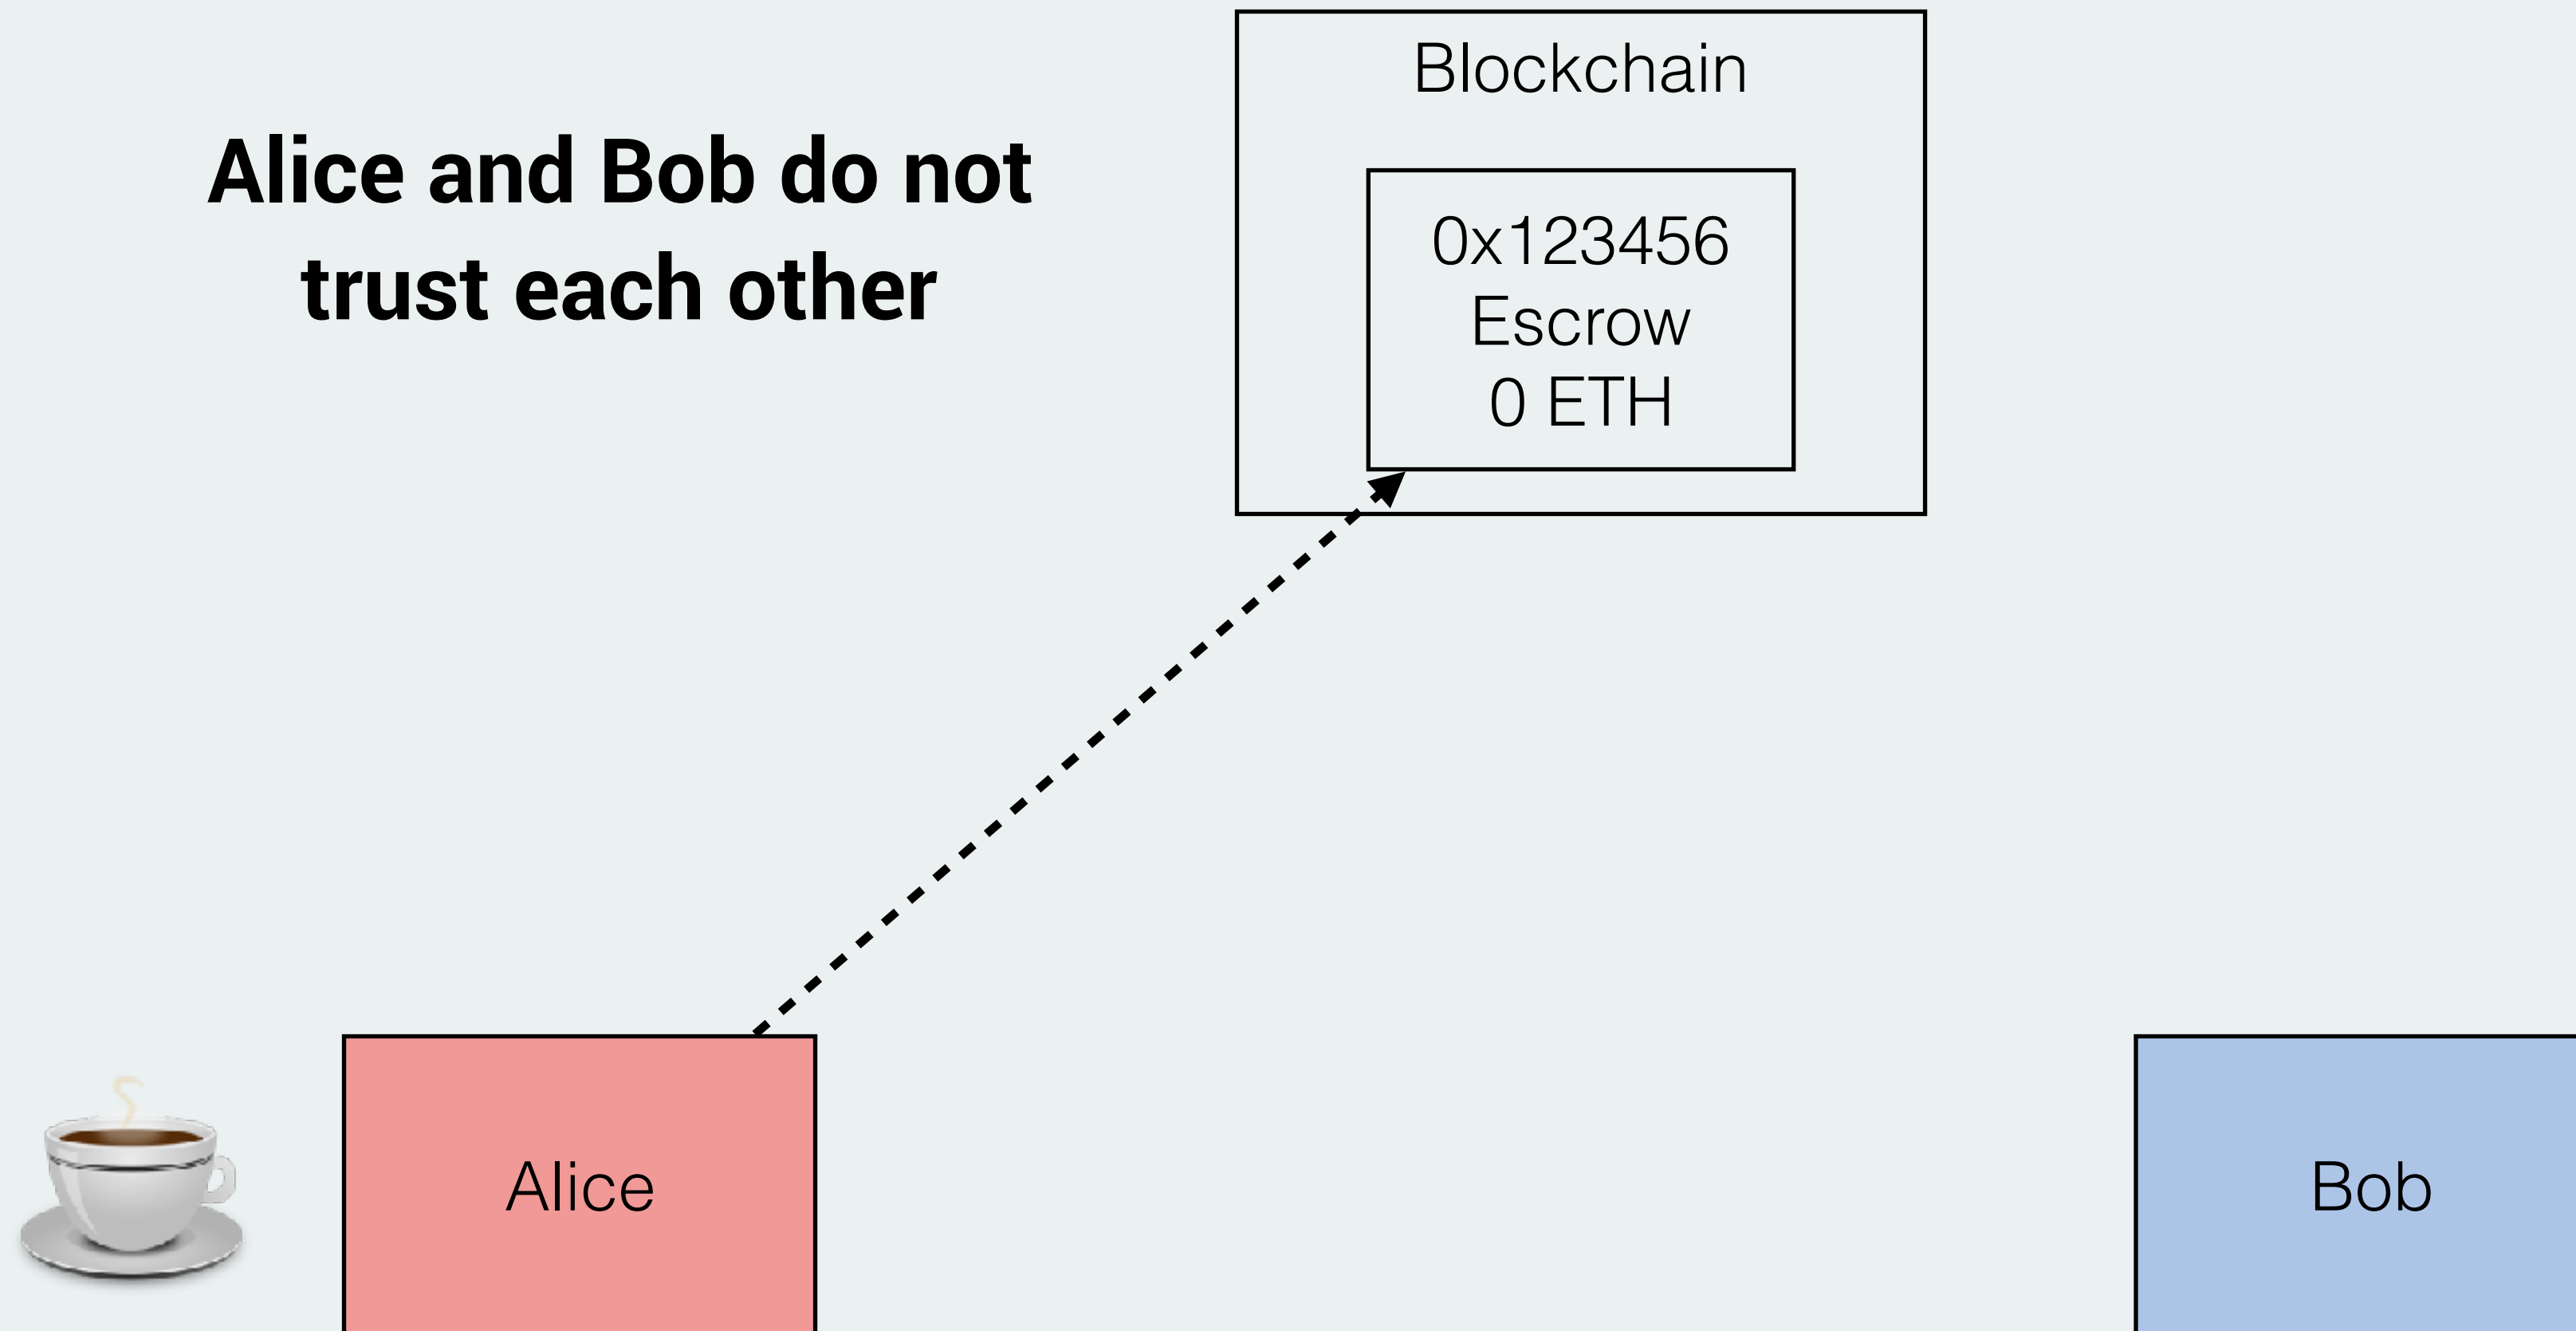 Alice and Bob do not
trust each other
Blockchain
0x123456
Escrow
0 ETH
Alice
Bob